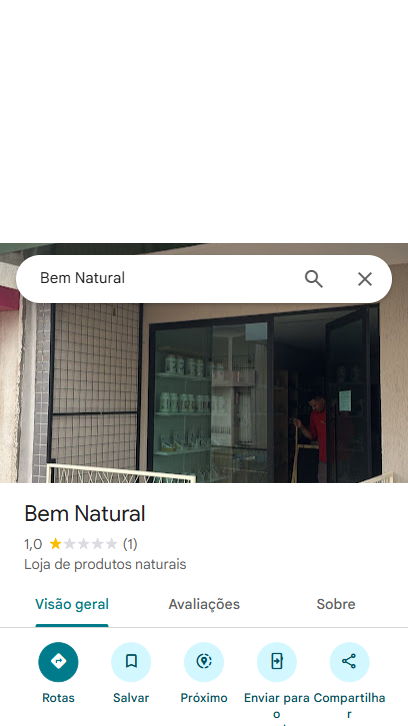 Bem Natural
Bem Natural
1,0 (1)
Loja de produtos naturais
Visão geral Avaliações Sobre
Rotas Salvar Próximo Enviar para Compartilha
o r